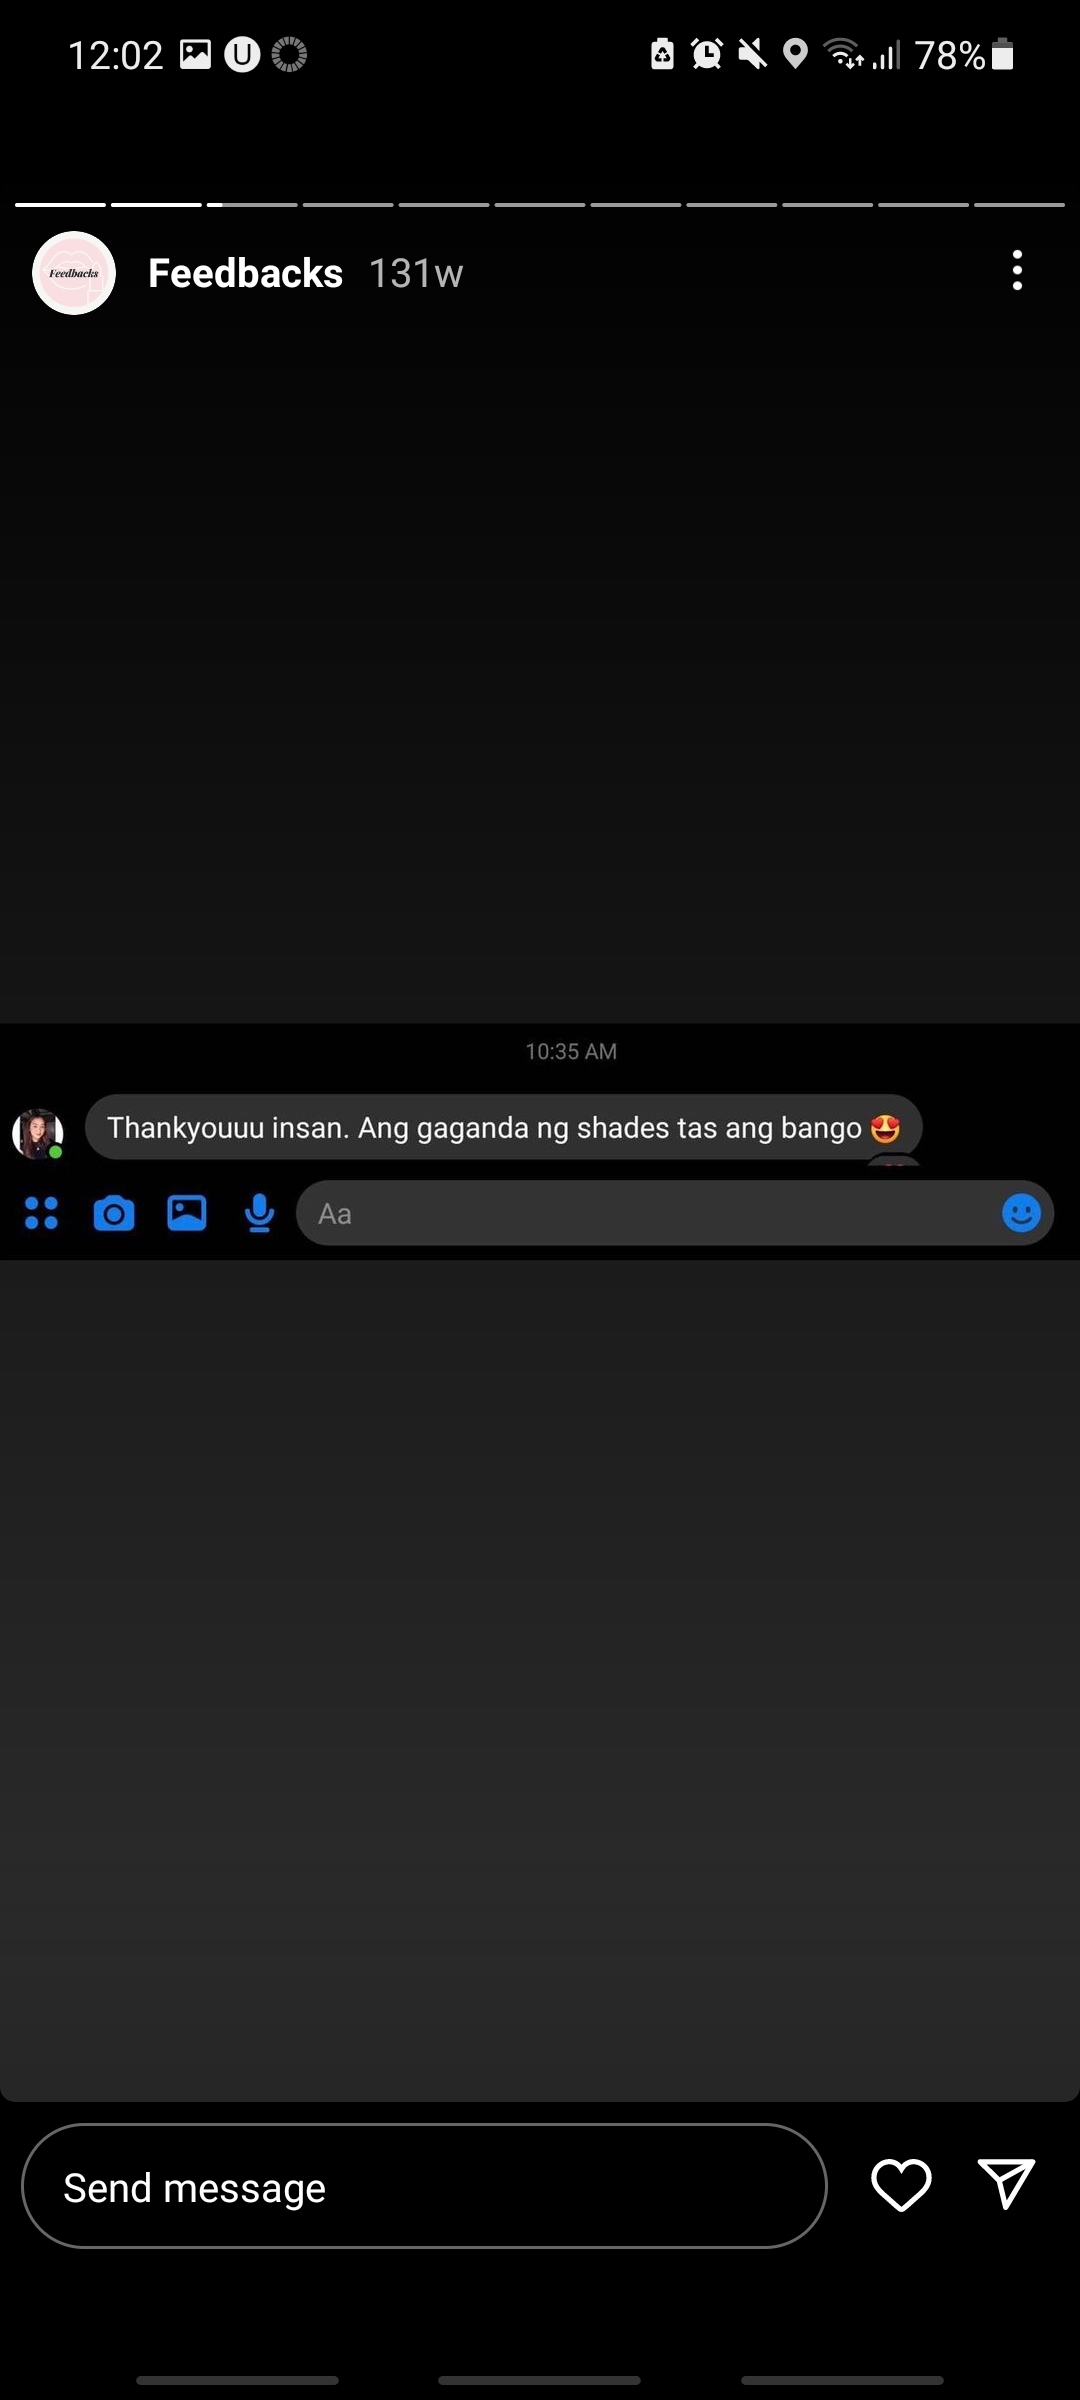 12:02 U 78%
Feedbacks
Feedbacks 131w
10:35 AM
Thankyouuu insan. Ang gaganda ng shades tas ang bango 😍
Aa
Send message